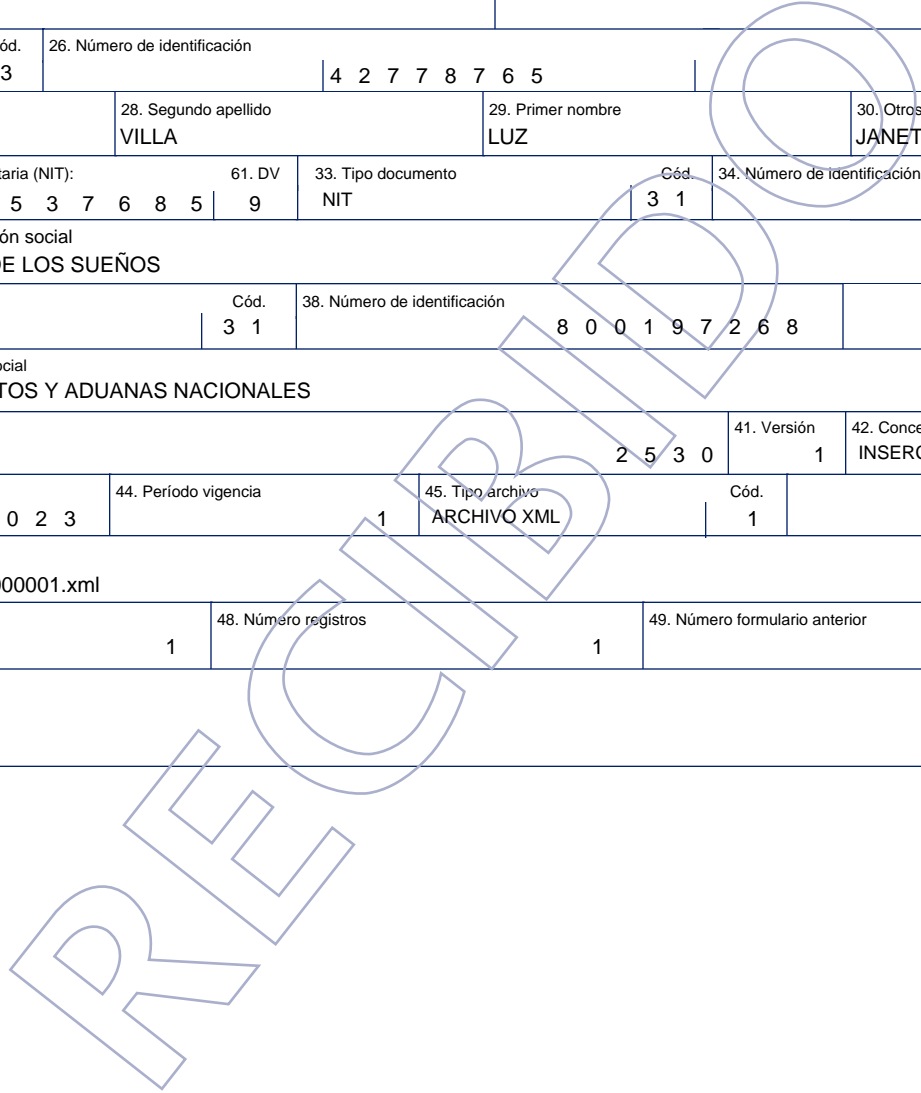 ód. 26. Número de identificación
3 4 2 7 7 8 7 6 5
28. Segundo apellido 29. Primer nombre 30. Otros
VILLA LUZ JANET
taria (NIT): 61. DV 33. Tipo documento Cód. 34. Número de identificación
5 3 7 6 8 5 9 NIT 3 1
ón social
DE LOS SUEÑOS
Cód. 38. Número de identificación
3 1 8 0 0 1 9 7 2 6 8
ocial
TOS Y ADUANAS NACIONALES
41. Versión 42. Conce
2 5 3 0 1 INSERC
44. Período vigencia 45. Tipo archivo Cód.
0 2 3 1 ARCHIVO XML 1
000001.xml
48. Número registros 49. Número formulario anterior
1 1
RECIBIDO